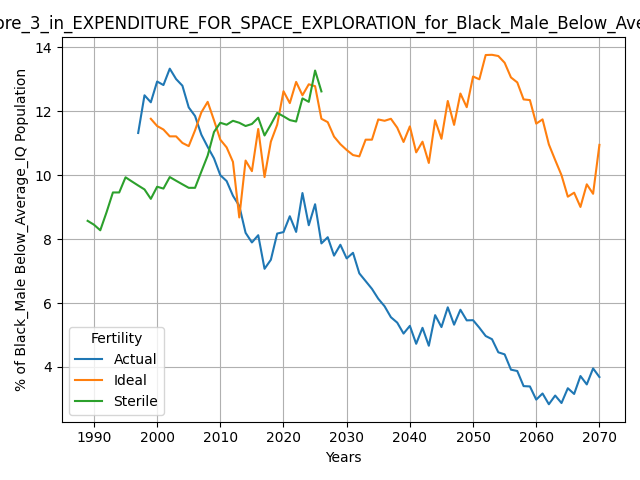 ore_3_in_EXPENDITURE_FOR_SPACE_EXPLORATION_for_Black_Male_Below_Ave
14
12
10
8
6
4
% of Black_Male Below_Average_IQ Population
Fertility
Actual
Ideal
Sterile
1990 2000 2010 2020 2030 2040 2050 2060 2070
Years